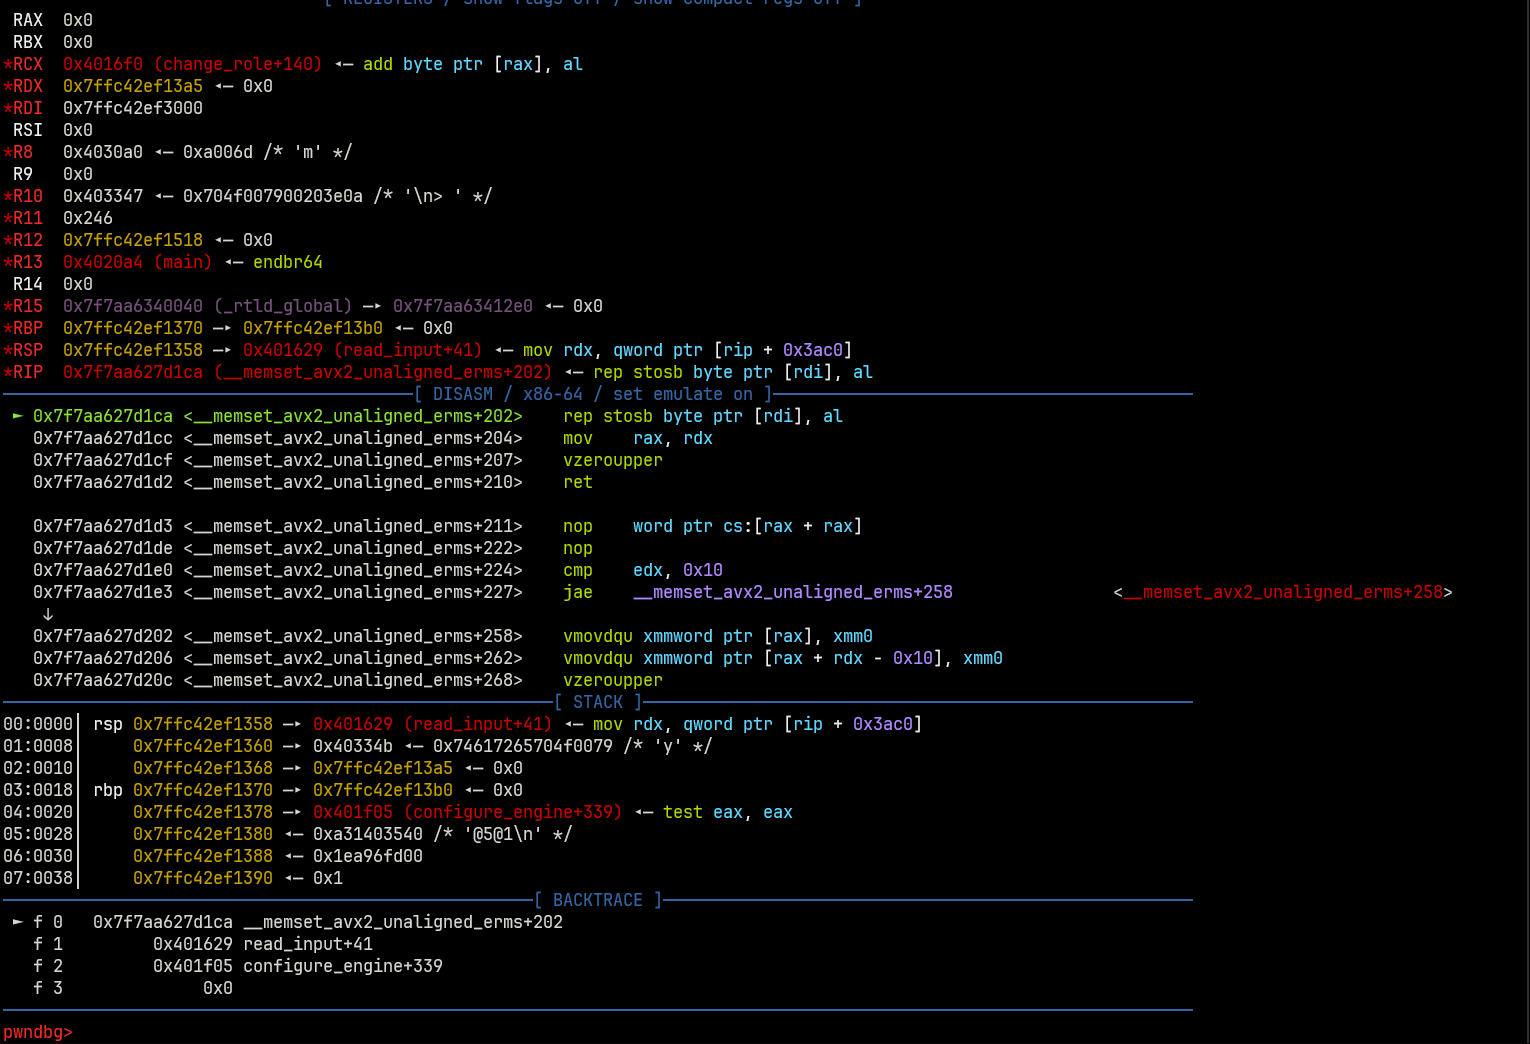 [ REGISTERS / show-flags off / show-compact-regs off ]
RAX  0x0
RBX  0x0
*RCX  0x4016f0 (change_role+140) ◂— add byte ptr [rax], al
*RDX  0x7ffc42ef13a5 ◂— 0x0
*RDI  0x7ffc42ef3000
RSI  0x0
*R8   0x4030a0 ◂— 0xa006d /* 'm' */
R9   0x0
*R10  0x403347 ◂— 0x704f007900203e0a /* '\n> ' */
*R11  0x246
*R12  0x7ffc42ef1518 ◂— 0x0
*R13  0x4020a4 (main) ◂— endbr64
R14  0x0
*R15  0x7f7aa6340040 (_rtld_global) —▸ 0x7f7aa63412e0 ◂— 0x0
*RBP  0x7ffc42ef1370 —▸ 0x7ffc42ef13b0 ◂— 0x0
*RSP  0x7ffc42ef1358 —▸ 0x401629 (read_input+41) ◂— mov rdx, qword ptr [rip + 0x3ac0]
*RIP  0x7f7aa627d1ca (__memset_avx2_unaligned_erms+202) ◂— rep stosb byte ptr [rdi], al
[ DISASM / x86-64 / set emulate on ]
► 0x7f7aa627d1ca <__memset_avx2_unaligned_erms+202>    rep stosb byte ptr [rdi], al
0x7f7aa627d1cc <__memset_avx2_unaligned_erms+204>    mov    rax, rdx
0x7f7aa627d1cf <__memset_avx2_unaligned_erms+207>    vzeroupper
0x7f7aa627d1d2 <__memset_avx2_unaligned_erms+210>    ret
0x7f7aa627d1d3 <__memset_avx2_unaligned_erms+211>    nop    word ptr cs:[rax + rax]
0x7f7aa627d1de <__memset_avx2_unaligned_erms+222>    nop
0x7f7aa627d1e0 <__memset_avx2_unaligned_erms+224>    cmp    edx, 0x10
0x7f7aa627d1e3 <__memset_avx2_unaligned_erms+227>    jae    __memset_avx2_unaligned_erms+258                <__memset_avx2_unaligned_erms+258>
↓
0x7f7aa627d202 <__memset_avx2_unaligned_erms+258>    vmovdqu xmmword ptr [rax], xmm0
0x7f7aa627d206 <__memset_avx2_unaligned_erms+262>    vmovdqu xmmword ptr [rax + rdx - 0x10], xmm0
0x7f7aa627d20c <__memset_avx2_unaligned_erms+268>    vzeroupper
[ STACK ]
00:0000│ rsp 0x7ffc42ef1358 —▸ 0x401629 (read_input+41) ◂— mov rdx, qword ptr [rip + 0x3ac0]
01:0008│     0x7ffc42ef1360 —▸ 0x40334b ◂— 0x74617265704f0079 /* 'y' */
02:0010│     0x7ffc42ef1368 —▸ 0x7ffc42ef13a5 ◂— 0x0
03:0018│ rbp 0x7ffc42ef1370 —▸ 0x7ffc42ef13b0 ◂— 0x0
04:0020│     0x7ffc42ef1378 —▸ 0x401f05 (configure_engine+339) ◂— test eax, eax
05:0028│     0x7ffc42ef1380 ◂— 0xa31403540 /* '@5@1\n' */
06:0030│     0x7ffc42ef1388 ◂— 0x1ea96fd00
07:0038│     0x7ffc42ef1390 ◂— 0x1
[ BACKTRACE ]
► f 0   0x7f7aa627d1ca __memset_avx2_unaligned_erms+202
f 1         0x401629 read_input+41
f 2         0x401f05 configure_engine+339
f 3              0x0
pwndbg>